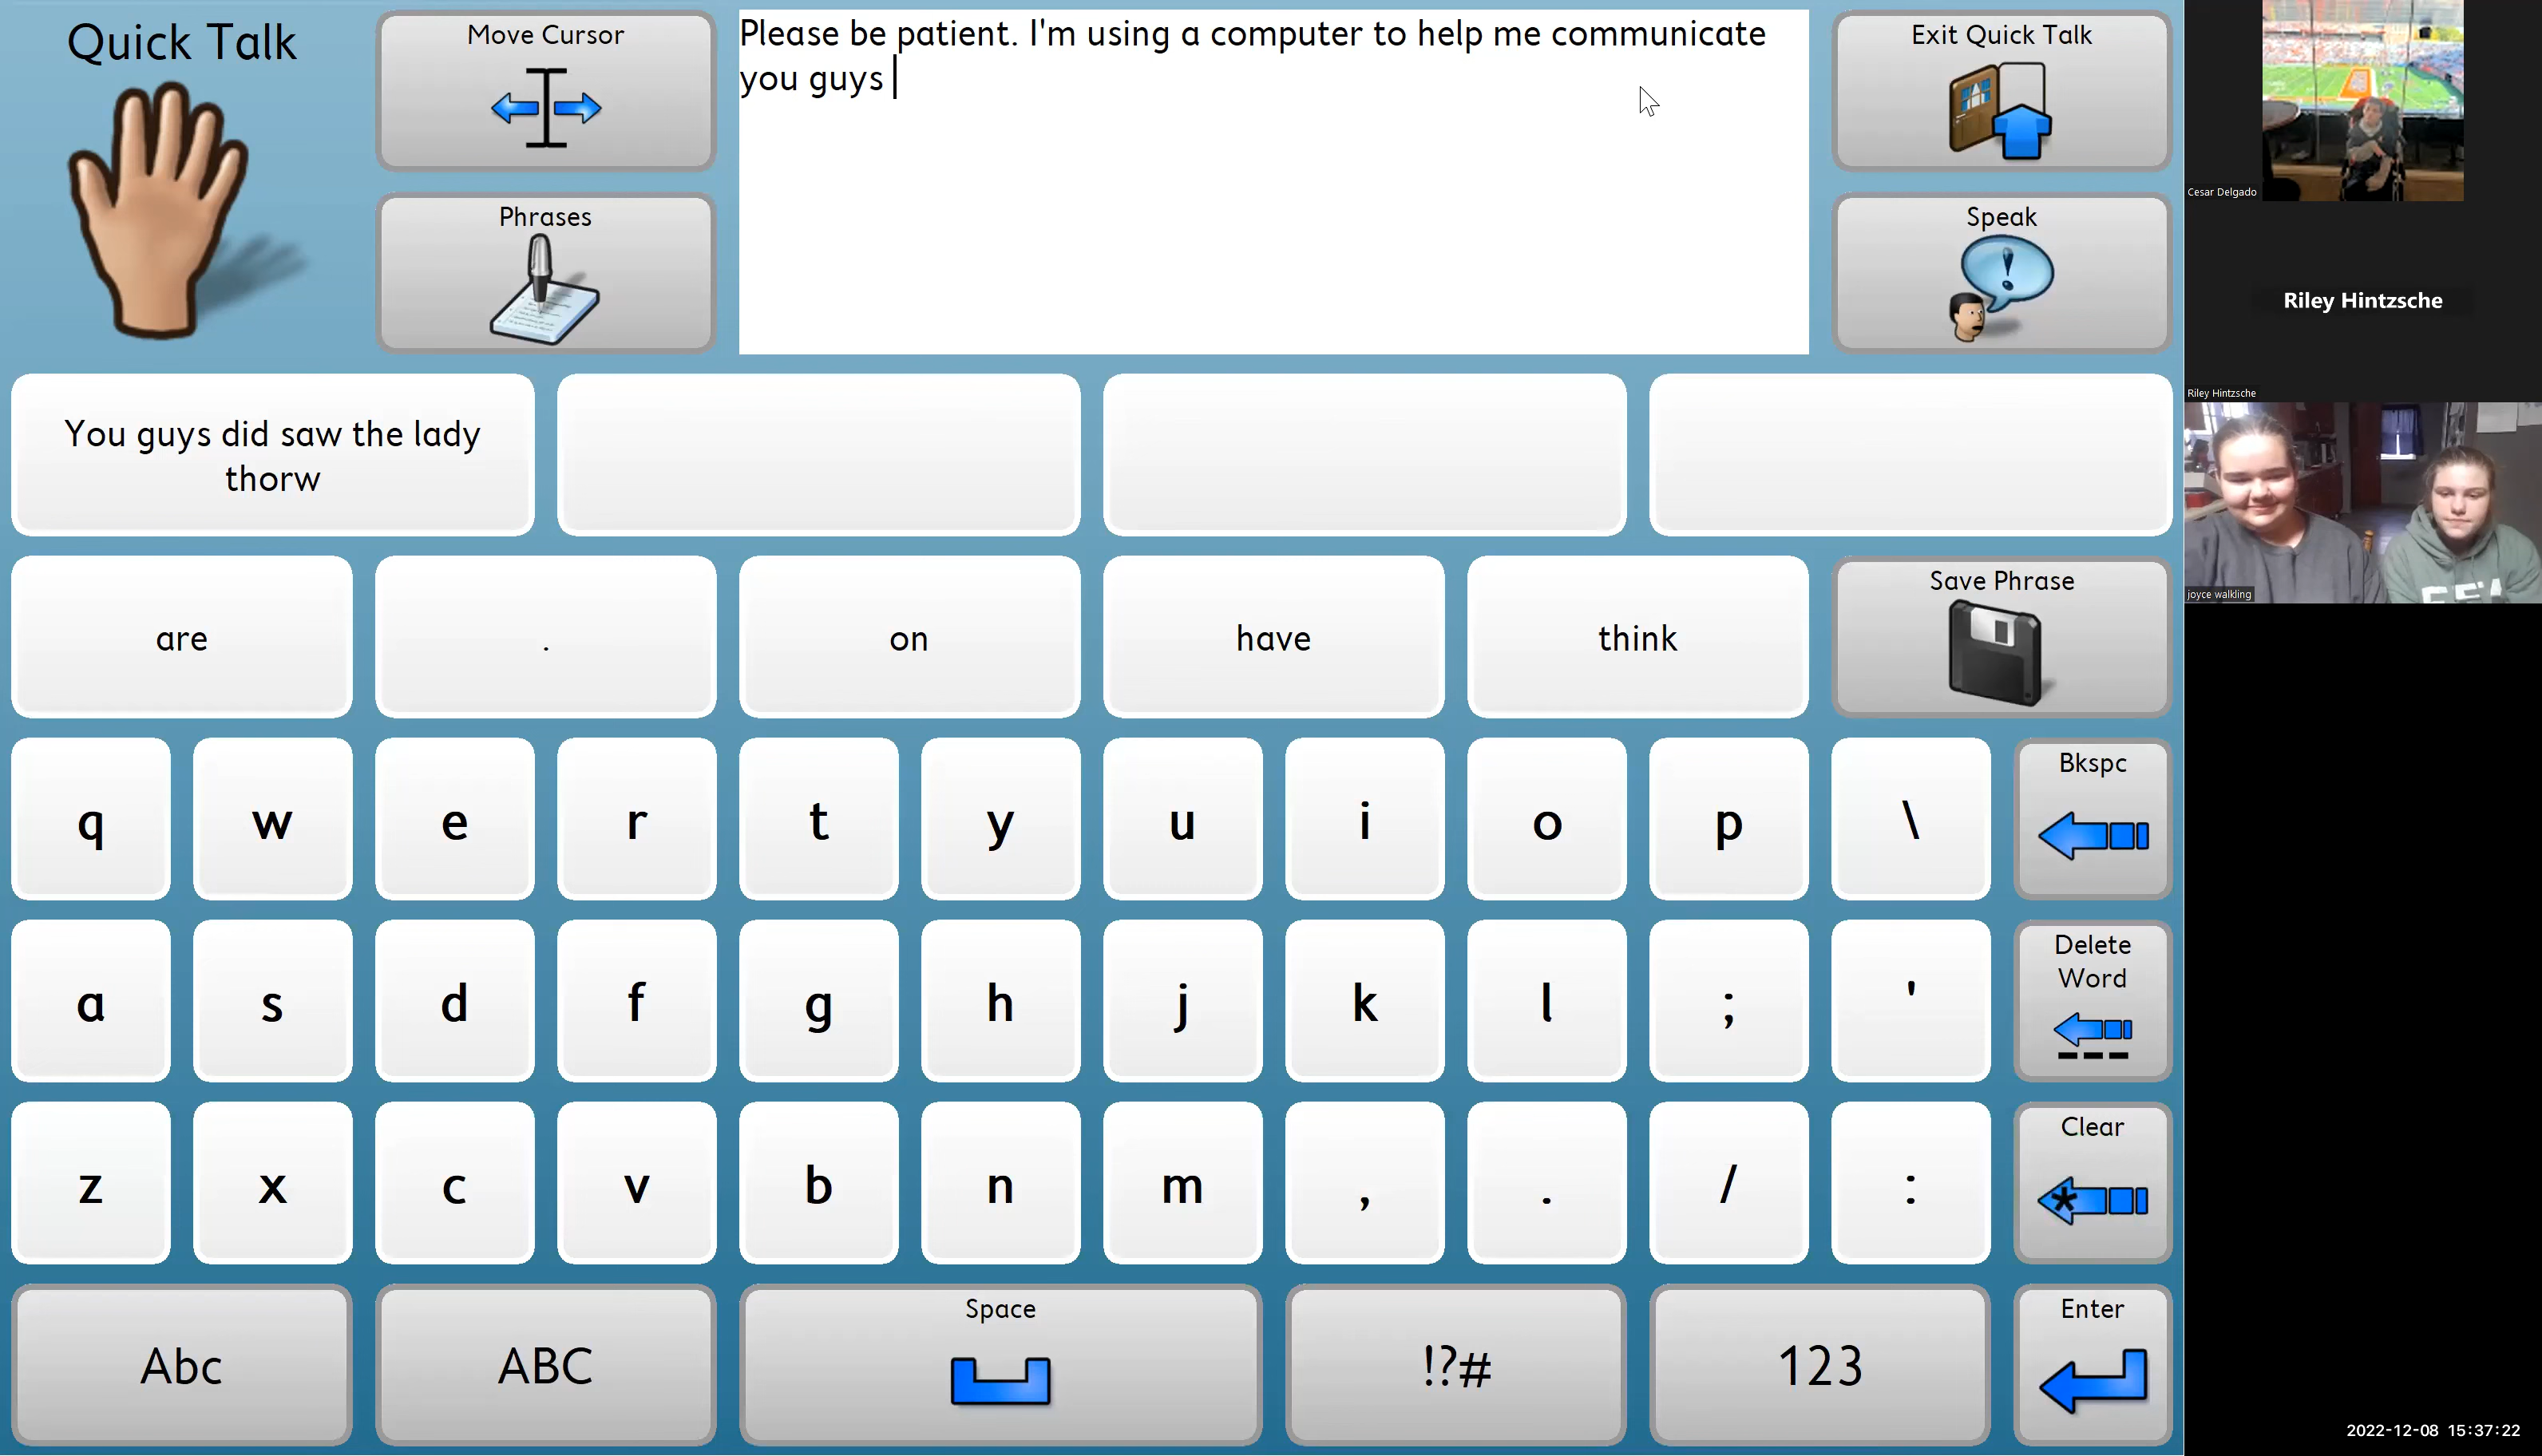 Quick Talk
Move Cursor
Please be patient. I'm using a computer to help me communicate
you guys
Exit Quick Talk
Phrases
Speak
Cesar Delgado
Riley Hintzsche
Riley Hintzsche
joyce walkling
You guys did saw the lady
thorw
are . on have think
Save Phrase
q w e r t y u i o p \
Bkspc
a s d f g h j k l ; '
Delete
Word
z x c v b n m , . / :
Clear
*
Abc ABC
Space
!?# 123
Enter
2022-12-08 15:37:22